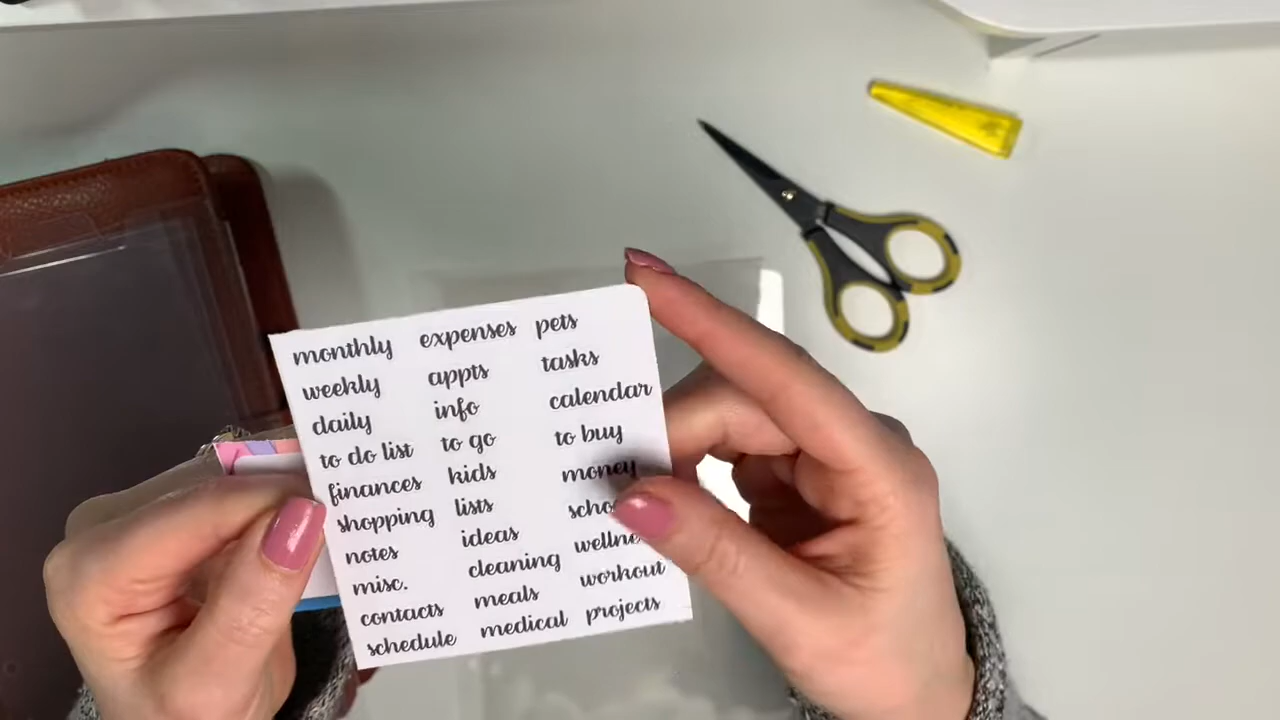 monthly expenses pets
weekly appts tasks
daily info calendar
to do list to go to buy
finances kids money
shopping lists
notes ideas
misc. cleaning workout
contacts meals projects
schedule medical